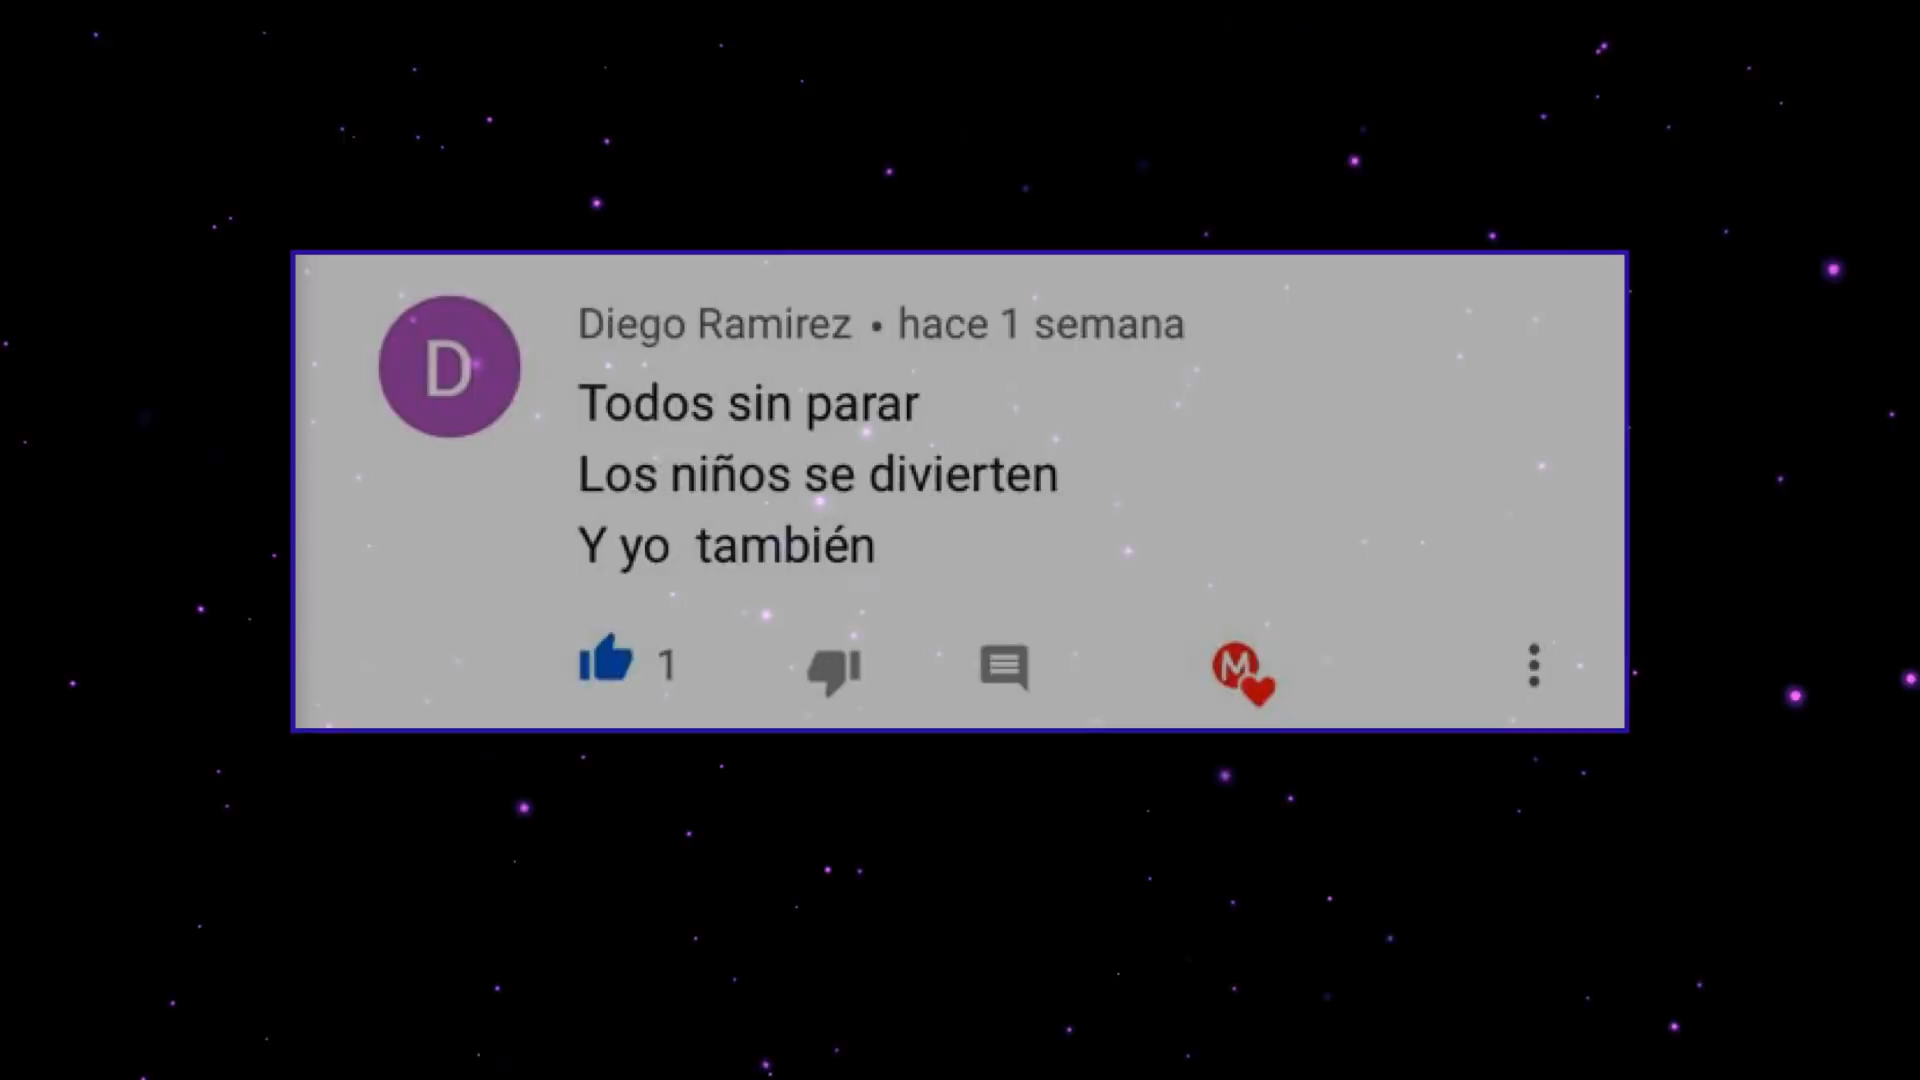 D
Diego Ramirez • hace 1 semana
Todos sin parar
Los niños se divierten
Y yo  también
1
M